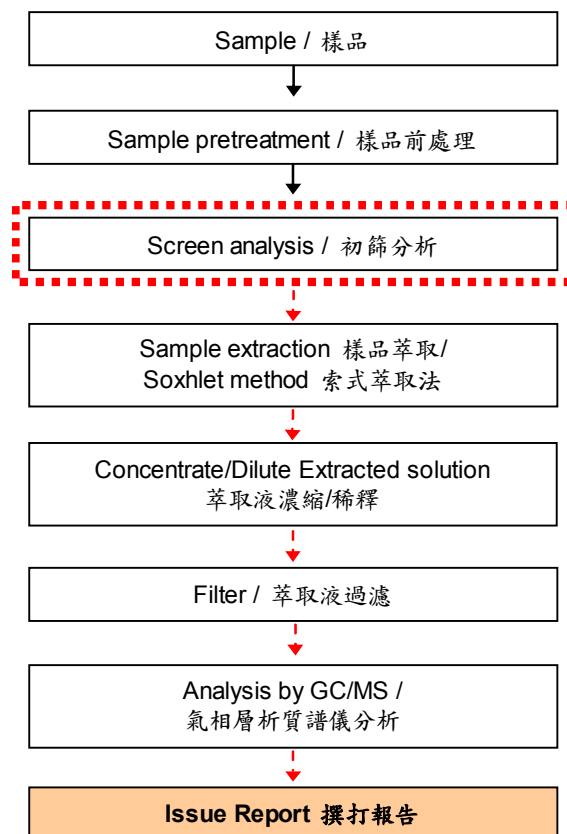 Sample / 樣品
Sample pretreatment / 樣品前處理
Screen analysis / 初篩分析
Sample extraction 樣品萃取/
Soxhlet method 索式萃取法
Concentrate/Dilute Extracted solution
萃取液濃縮/稀釋
Filter / 萃取液過濾
Analysis by GC/MS /
氣相層析質譜儀分析
Issue Report 撰打報告